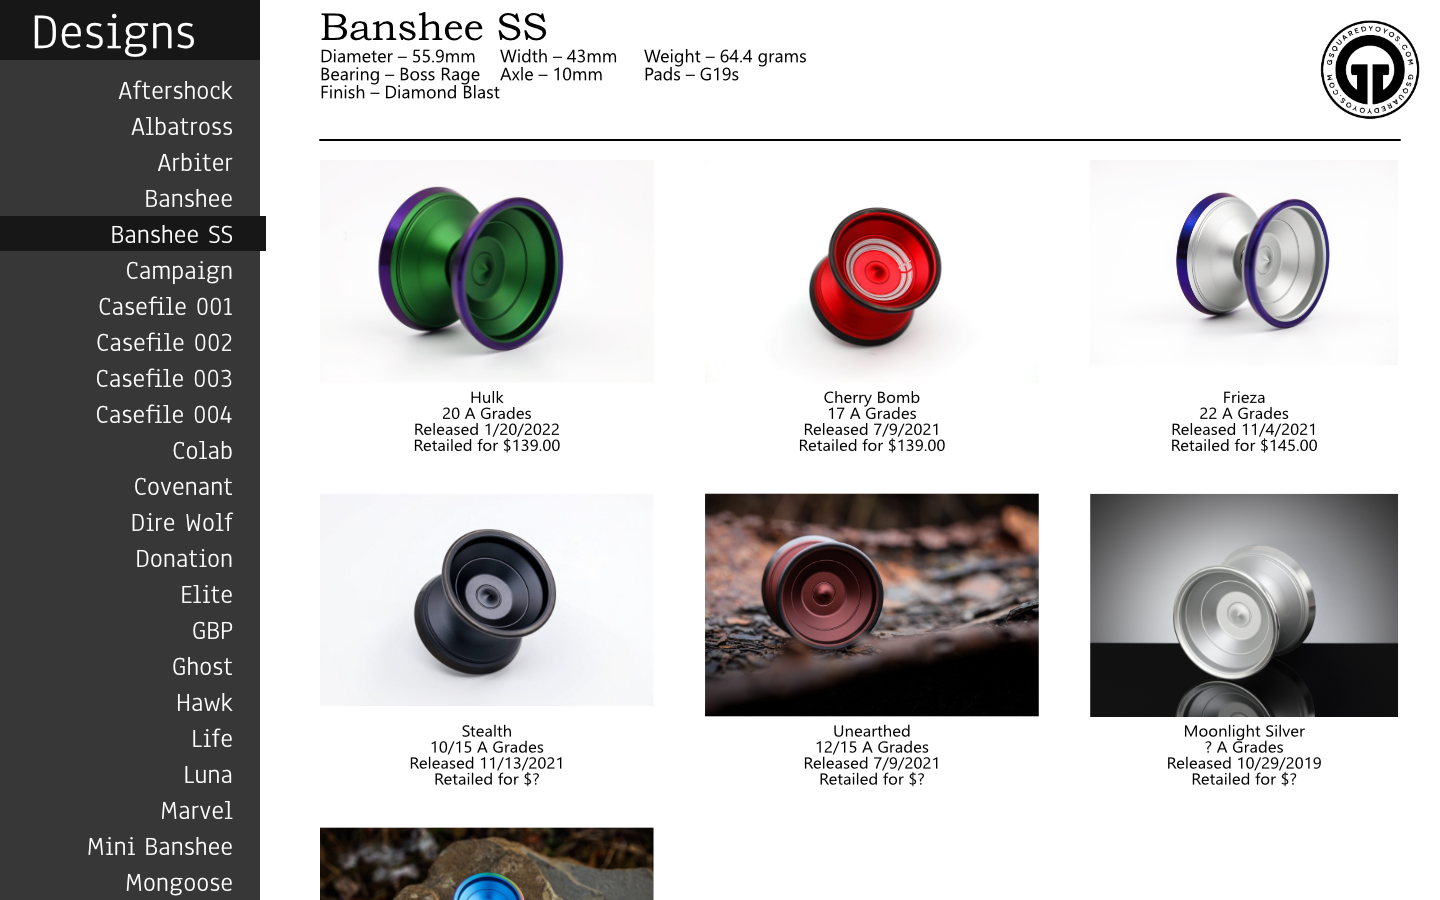 Designs
Aftershock
Albatross
Arbiter
Banshee
Banshee SS
Campaign
Casefile 001
Casefile 002
Casefile 003
Casefile 004
Colab
Covenant
Dire Wolf
Donation
Elite
GBP
Ghost
Hawk
Life
Luna
Marvel
Mini Banshee
Mongoose
Banshee SS
Diameter – 55.9mm Width – 43mm Weight – 64.4 grams
Bearing – Boss Rage Axle – 10mm Pads – G19s
Finish – Diamond Blast
GSQUAREDYOYOS.COM GSQUAREDYOYOS.COM
Hulk
20 A Grades
Released 1/20/2022
Retailed for $139.00
Cherry Bomb
17 A Grades
Released 7/9/2021
Retailed for $139.00
Frieza
22 A Grades
Released 11/4/2021
Retailed for $145.00
Stealth
10/15 A Grades
Released 11/13/2021
Retailed for $?
Unearthed
12/15 A Grades
Released 7/9/2021
Retailed for $?
Moonlight Silver
? A Grades
Released 10/29/2019
Retailed for $?